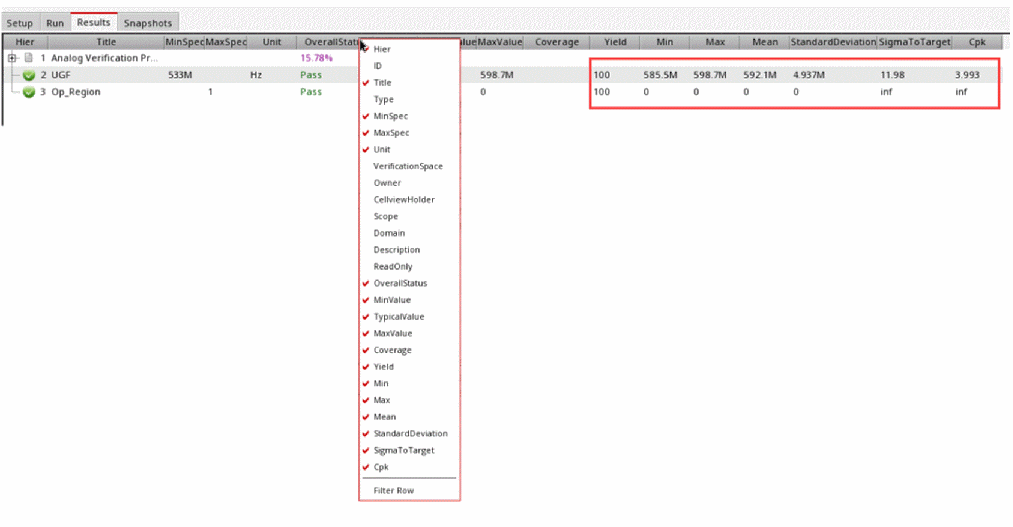 Setup Run Results Snapshots
Hier Title MinSpec MaxSpec Unit OverallStatu lue MaxValue Coverage Yield Min Max Mean StandardDeviation SigmaToTarget Cpk
1 Analog Verification Pr... 15.78%
2 UGF 533M Hz Pass 598.7M 100 585.5M 598.7M 592.1M 4.937M 11.98 3.993
3 Op_Region 1 Pass 0 100 0 0 0 0 inf inf
Hier
ID
Title
Type
MinSpec
MaxSpec
Unit
VerificationSpace
Owner
CellviewHolder
Scope
Domain
Description
ReadOnly
OverallStatus
MinValue
TypicalValue
MaxValue
Coverage
Yield
Min
Max
Mean
StandardDeviation
SigmaToTarget
Cpk
Filter Row